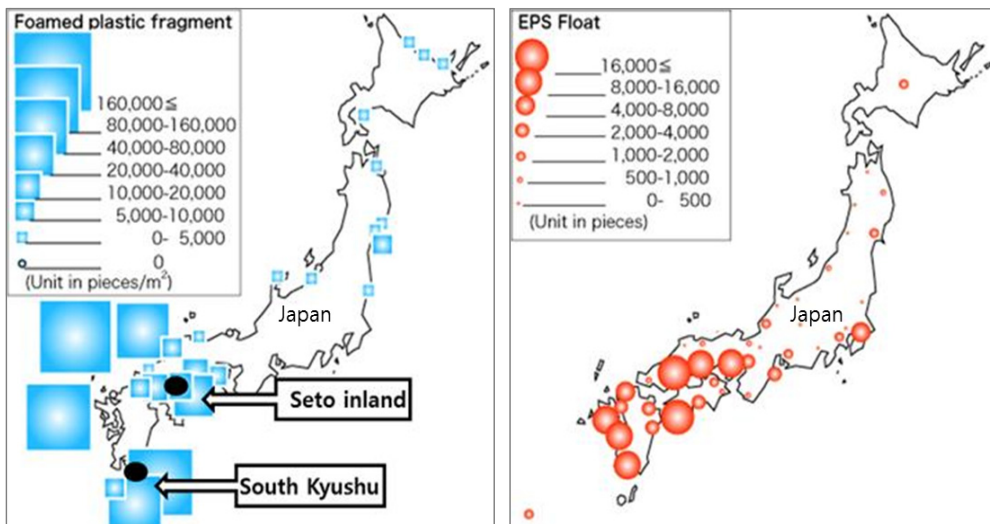 Foamed plastic fragment
160,000≦
80,000-160,000
40,000-80,000
20,000-40,000
10,000-20,000
5,000-10,000
0- 5,000
0
(Unit in pieces/m²)
Japan
Seto inland
South Kyushu
EPS Float
16,000≦
8,000-16,000
4,000-8,000
2,000-4,000
1,000-2,000
500-1,000
0- 500
(Unit in pieces)
Japan